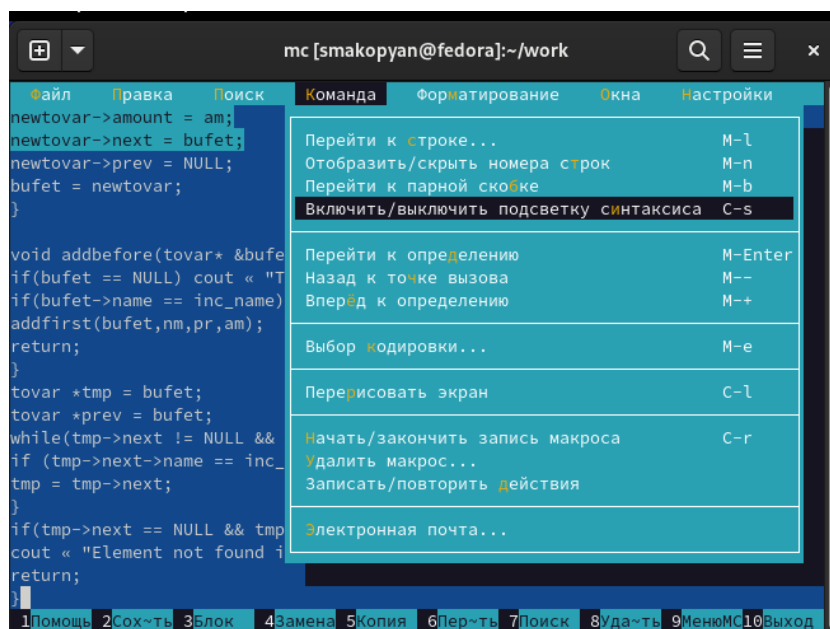 mc [smakopyan@fedora]:~/work
Файл Правка Поиск Команда Форматирование Окна Настройки
newtovar->amount = am;
newtovar->next = bufet; Перейти к строке... M-l
newtovar->prev = NULL; Отобразить/скрыть номера строк M-n
bufet = newtovar; Перейти к парной скобке M-b
} Включить/выключить подсветку синтаксиса C-s
void addbefore(tovar* &bufe Перейти к определению M-Enter
if(bufet == NULL) cout « "T Назад к точке вызова M--
if(bufet->name == inc_name) Вперёд к определению M-+
addfirst(bufet,nm,pr,am);
return; Выбор кодировки... M-e
}
tovar *tmp = bufet; Перерисовать экран C-l
tovar *prev = bufet;
while(tmp->next != NULL && Начать/закончить запись макроса C-r
if (tmp->next->name == inc_ Удалить макрос...
tmp = tmp->next; Записать/повторить действия
}
if(tmp->next == NULL && tmp Электронная почта...
cout « "Element not found i
return;
}
1Помощь 2Сох~ть 3Блок 4Замена 5Копия 6Пер~ть 7Поиск 8Уда~ть 9МенюМС10Выход